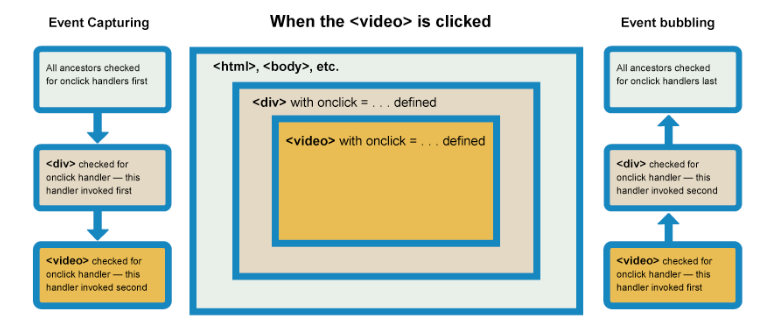 Event Capturing
When the <video> is clicked
Event bubbling
All ancestors checked
for onclick handlers first
<div> checked for
onclick handler — this
handler invoked first
<video> checked for
onclick handler — this
handler invoked second
<html>, <body>, etc.
<div> with onclick = . . . defined
<video> with onclick = . . . defined
All ancestors checked
for onclick handlers last
<div> checked for
onclick handler — this
handler invoked second
<video> checked for
onclick handler — this
handler invoked first